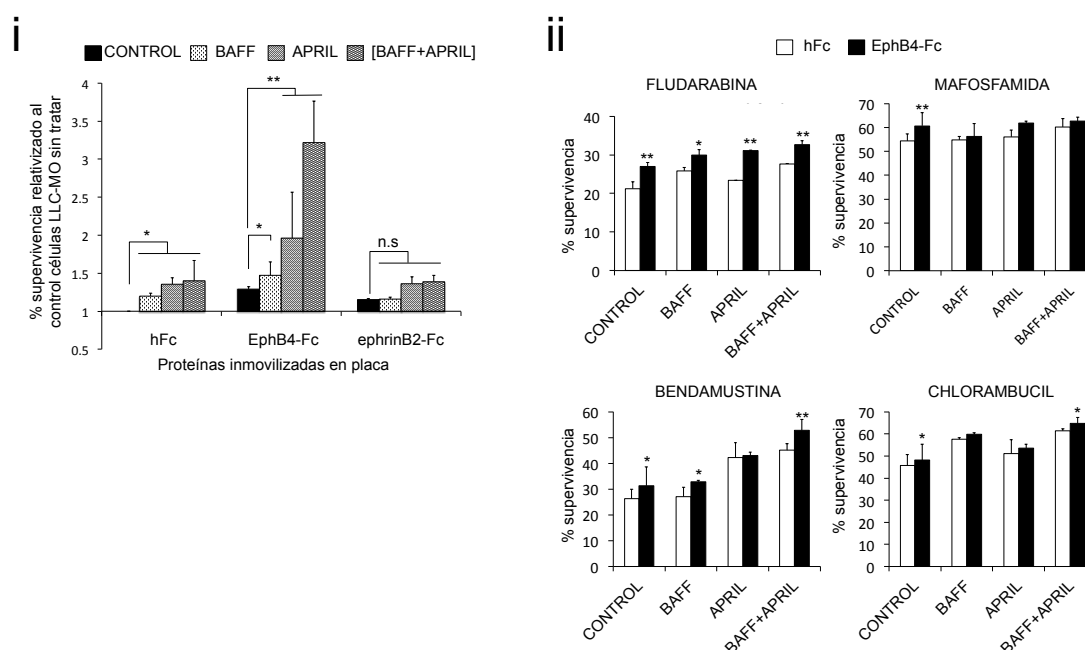 i
CONTROL BAFF APRIL [BAFF+APRIL]
% supervivencia relativizado al
control células LLC-MO sin tratar
4
3.5
3
2.5
2
1.5
1
0.5
*
**
*
n.s
hFc EphB4-Fc ephrinB2-Fc
Proteínas inmovilizadas en placa
ii
hFc EphB4-Fc
FLUDARABINA
% supervivencia
40
30
20
10
0
** * ** **
CONTROL BAFF APRIL BAFF+APRIL
MAFOSFAMIDA
% supervivencia
70
60
50
40
30
20
10
0
**
CONTROL BAFF APRIL BAFF+APRIL
BENDAMUSTINA
% supervivencia
60
50
40
30
20
10
0
* * **
CONTROL BAFF APRIL BAFF+APRIL
CHLORAMBUCIL
% supervivencia
70
60
50
40
30
20
10
0
* *
CONTROL BAFF APRIL BAFF+APRIL